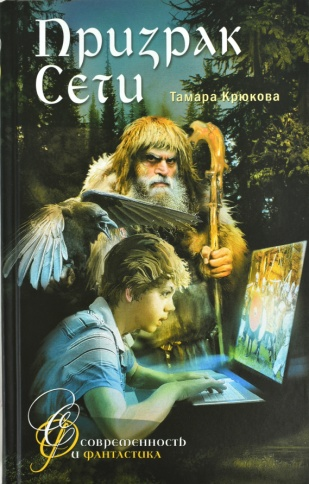 Призрак
Сети
Тамара Крюкова
Современность
и фантастика